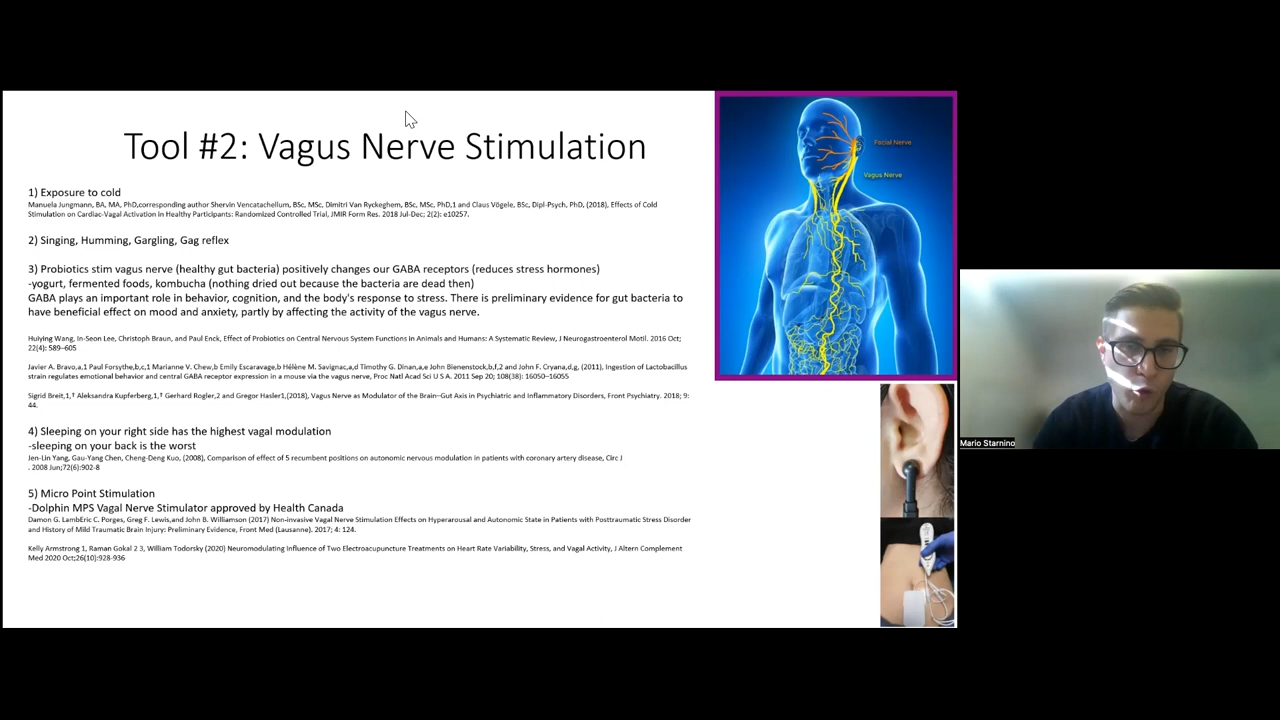 Tool #2: Vagus Nerve Stimulation
1) Exposure to cold
Manuela Jungmann, BA, MA, PhD,corresponding author Shervin Vencatachellum, BSc, MSc, Dimitri Van Ryckeghem, BSc, MSc, PhD,1 and Claus Vögele, BSc, Dipl-Psych, PhD, (2018), Effects of Cold
Stimulation on Cardiac-Vagal Activation in Healthy Participants: Randomized Controlled Trial, JMIR Form Res. 2018 Jul-Dec; 2(2): e10257.
2) Singing, Humming, Gargling, Gag reflex
3) Probiotics stim vagus nerve (healthy gut bacteria) positively changes our GABA receptors (reduces stress hormones)
-yogurt, fermented foods, kombucha (nothing dried out because the bacteria are dead then)
GABA plays an important role in behavior, cognition, and the body's response to stress. There is preliminary evidence for gut bacteria to
have beneficial effect on mood and anxiety, partly by affecting the activity of the vagus nerve.
Huiying Wang, In-Seon Lee, Christoph Braun, and Paul Enck, Effect of Probiotics on Central Nervous System Functions in Animals and Humans: A Systematic Review, J Neurogastroenterol Motil. 2016 Oct;
22(4): 589–605
Javier A. Bravo,a,1 Paul Forsythe,b,c,1 Marianne V. Chew,b Emily Escaravage,b Hélène M. Savignac,a,d Timothy G. Dinan,a,e John Bienenstock,b,f,2 and John F. Cryana,d,g, (2011), Ingestion of Lactobacillus
strain regulates emotional behavior and central GABA receptor expression in a mouse via the vagus nerve, Proc Natl Acad Sci U S A. 2011 Sep 20; 108(38): 16050–16055
Sigrid Breit,1,† Aleksandra Kupferberg,1,† Gerhard Rogler,2 and Gregor Hasler1,(2018), Vagus Nerve as Modulator of the Brain–Gut Axis in Psychiatric and Inflammatory Disorders, Front Psychiatry. 2018; 9:
44.
4) Sleeping on your right side has the highest vagal modulation
-sleeping on your back is the worst
Jen-Lin Yang, Gau-Yang Chen, Cheng-Deng Kuo, (2008), Comparison of effect of 5 recumbent positions on autonomic nervous modulation in patients with coronary artery disease, Circ J
. 2008 Jun;72(6):902-8
5) Micro Point Stimulation
-Dolphin MPS Vagal Nerve Stimulator approved by Health Canada
Damon G. LambEric C. Porges, Greg F. Lewis,and John B. Williamson (2017) Non-invasive Vagal Nerve Stimulation Effects on Hyperarousal and Autonomic State in Patients with Posttraumatic Stress Disorder
and History of Mild Traumatic Brain Injury: Preliminary Evidence, Front Med (Lausanne). 2017; 4: 124.
Kelly Armstrong 1, Raman Gokal 2 3, William Todorsky (2020) Neuromodulating Influence of Two Electroacupuncture Treatments on Heart Rate Variability, Stress, and Vagal Activity, J Altern Complement
Med 2020 Oct;26(10):928-936
Facial Nerve
Vagus Nerve
Mario Starnino